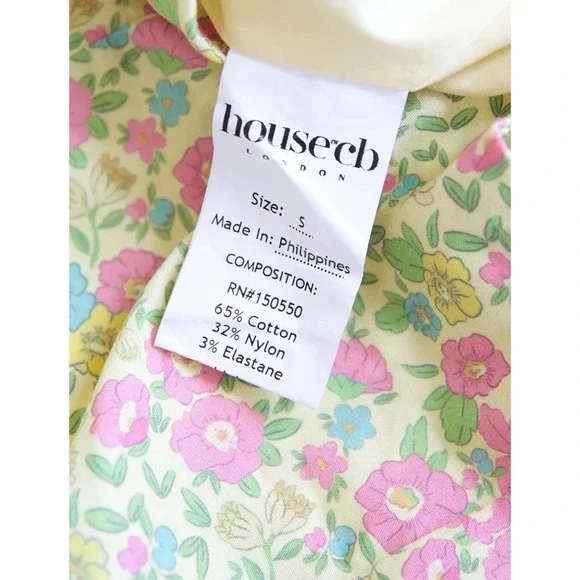 house of cb
LONDON
Size: S
Made In: Philippines
COMPOSITION:
RN#150550
65% Cotton
32% Nylon
3% Elastane